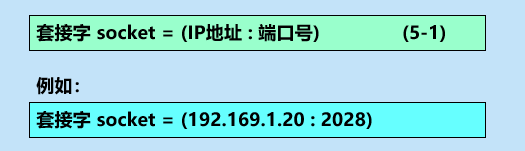 套接字 socket = (IP地址 : 端口号) (5-1)
例如：
套接字 socket = (192.169.1.20 : 2028)